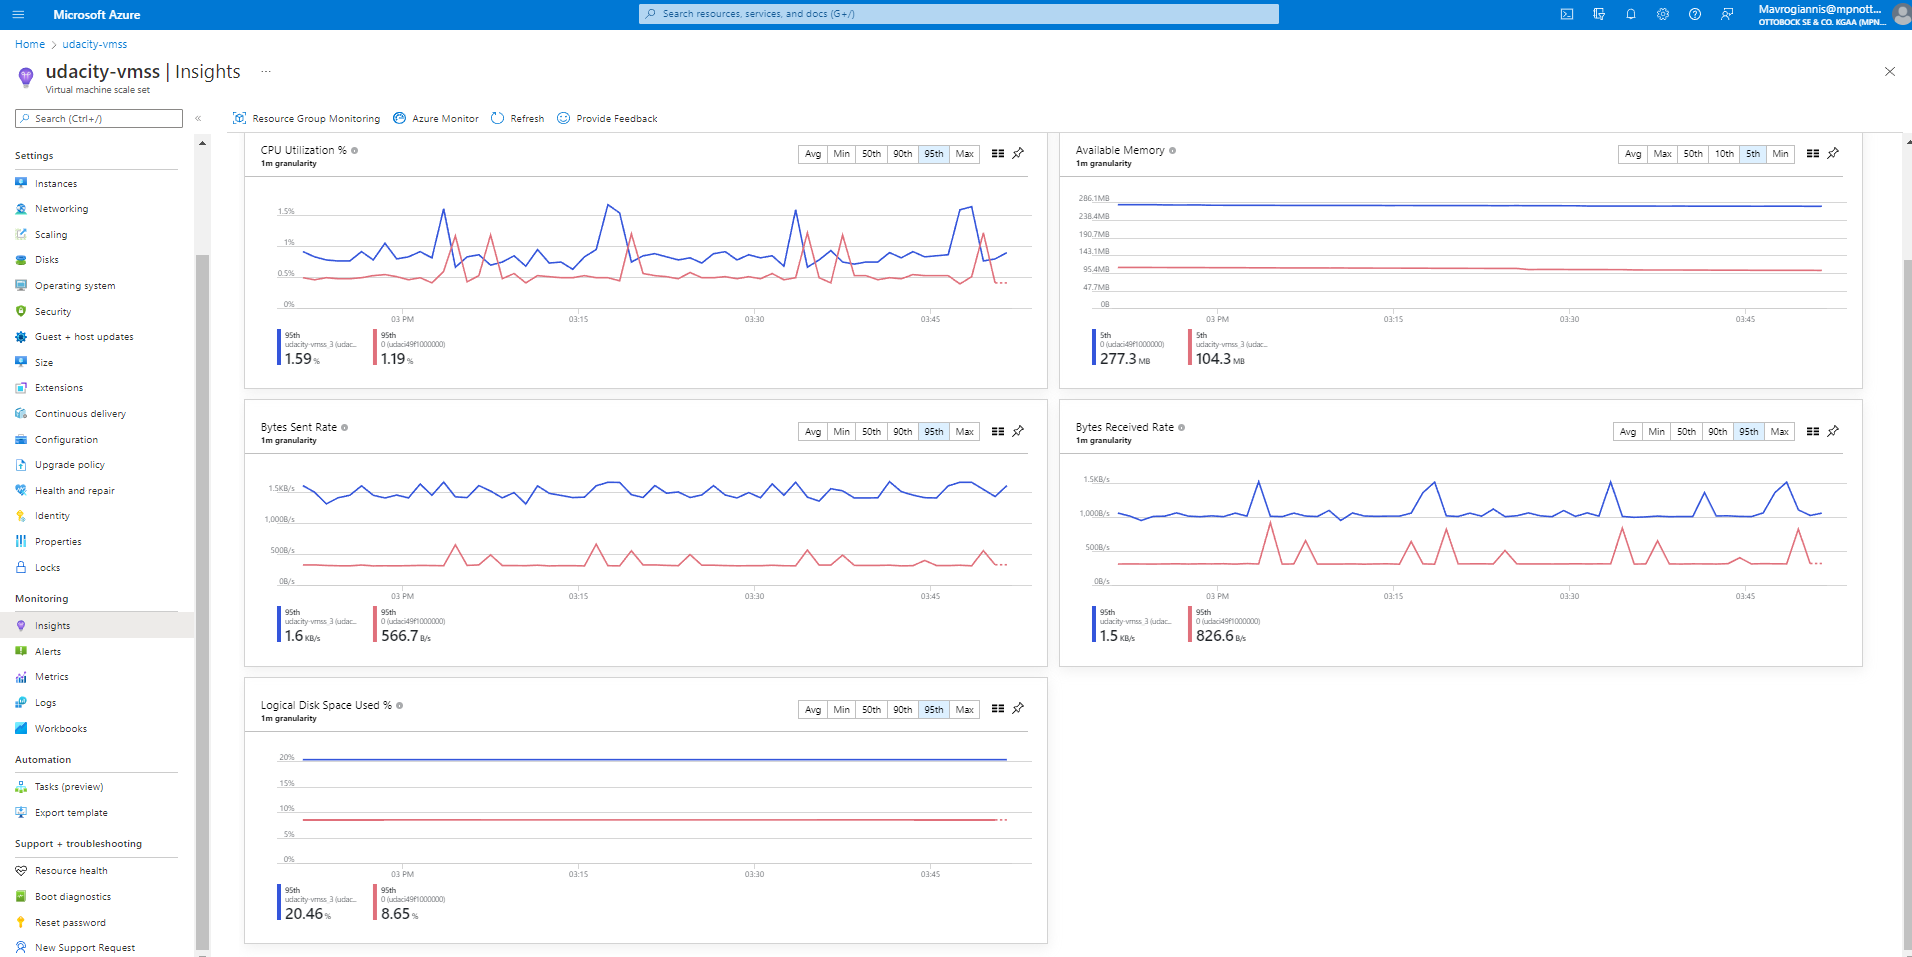 Microsoft Azure
Search resources, services, and docs (G+/)
Mavrogiannis@mpnott...
OTTOBOCK SE & CO. KGAA (MPN...
Home > udacity-vmss
udacity-vmss | Insights ...
Virtual machine scale set
Search (Ctrl+/)
«
Resource Group Monitoring
Azure Monitor
Refresh
Provide Feedback
Settings
Instances
Networking
Scaling
Disks
Operating system
Security
Guest + host updates
Size
Extensions
Continuous delivery
Configuration
Upgrade policy
Health and repair
Identity
Properties
Locks
Monitoring
Insights
Alerts
Metrics
Logs
Workbooks
Automation
Tasks (preview)
Export template
Support + troubleshooting
Resource health
Boot diagnostics
Reset password
New Support Request
CPU Utilization %
1m granularity
Avg Min 50th 90th 95th Max
1.5%
1%
0.5%
0%
03 PM 03:15 03:30 03:45
95th
udacity-vmss_3 (udac...
1.59 %
95th
0 (udaci49f1000000)
1.19 %
Available Memory
1m granularity
Avg Max 50th 10th 5th Min
286.1MB
238.4MB
190.7MB
143.1MB
95.4MB
47.7MB
0B
03 PM 03:15 03:30 03:45
5th
0 (udaci49f1000000)
277.3 MB
5th
udacity-vmss_3 (udac...
104.3 MB
Bytes Sent Rate
1m granularity
Avg Min 50th 90th 95th Max
1.5KB/s
1,000B/s
500B/s
0B/s
03 PM 03:15 03:30 03:45
95th
udacity-vmss_3 (udac...
1.6 KB/s
95th
0 (udaci49f1000000)
566.7 B/s
Bytes Received Rate
1m granularity
Avg Min 50th 90th 95th Max
1.5KB/s
1,000B/s
500B/s
0B/s
03 PM 03:15 03:30 03:45
95th
udacity-vmss_3 (udac...
1.5 KB/s
95th
0 (udaci49f1000000)
826.6 B/s
Logical Disk Space Used %
1m granularity
Avg Min 50th 90th 95th Max
20%
15%
10%
5%
0%
03 PM 03:15 03:30 03:45
95th
udacity-vmss_3 (udac...
20.46 %
95th
0 (udaci49f1000000)
8.65 %